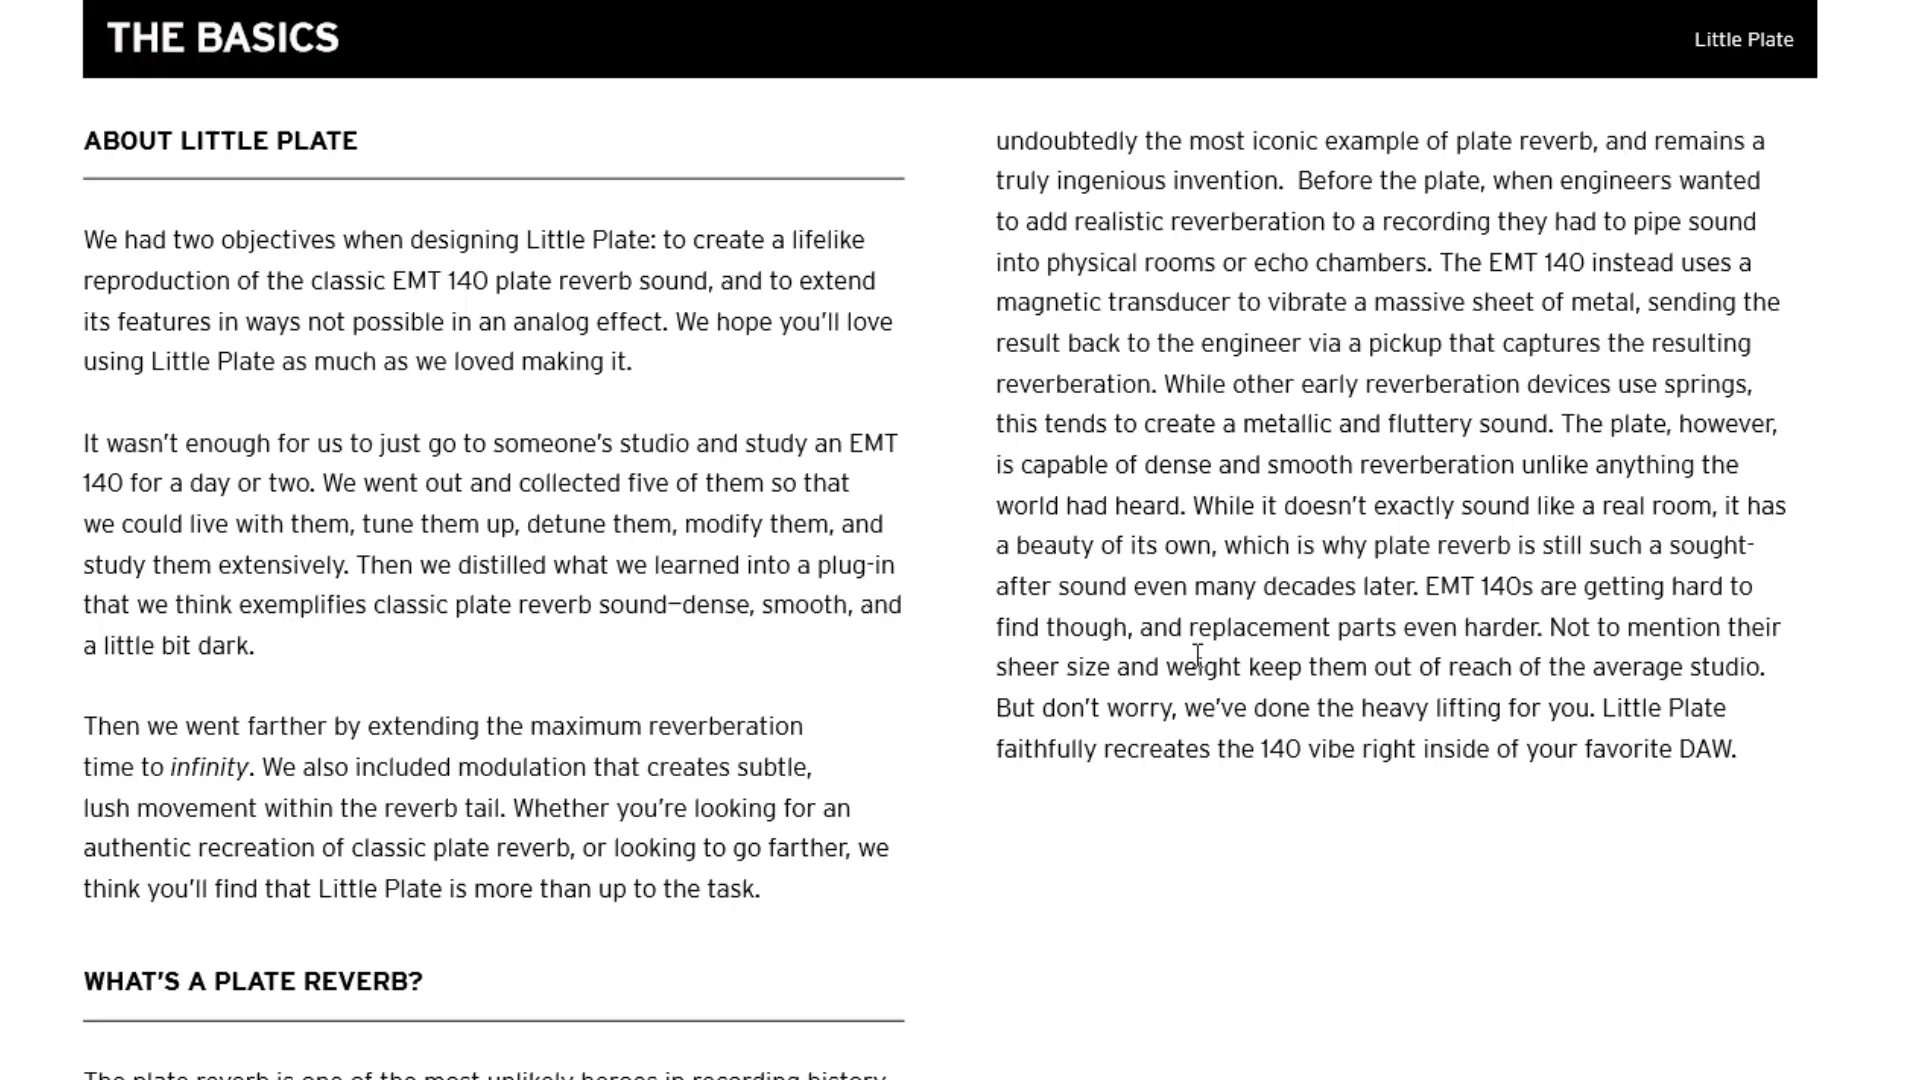 THE BASICS
Little Plate
ABOUT LITTLE PLATE
We had two objectives when designing Little Plate: to create a lifelike
reproduction of the classic EMT 140 plate reverb sound, and to extend
its features in ways not possible in an analog effect. We hope you’ll love
using Little Plate as much as we loved making it.
It wasn’t enough for us to just go to someone’s studio and study an EMT
140 for a day or two. We went out and collected five of them so that
we could live with them, tune them up, detune them, modify them, and
study them extensively. Then we distilled what we learned into a plug-in
that we think exemplifies classic plate reverb sound—dense, smooth, and
a little bit dark.
Then we went farther by extending the maximum reverberation
time to infinity. We also included modulation that creates subtle,
lush movement within the reverb tail. Whether you’re looking for an
authentic recreation of classic plate reverb, or looking to go farther, we
think you’ll find that Little Plate is more than up to the task.
WHAT’S A PLATE REVERB?
The plate reverb is one of the most unlikely heroes in recording history
undoubtedly the most iconic example of plate reverb, and remains a
truly ingenious invention.  Before the plate, when engineers wanted
to add realistic reverberation to a recording they had to pipe sound
into physical rooms or echo chambers. The EMT 140 instead uses a
magnetic transducer to vibrate a massive sheet of metal, sending the
result back to the engineer via a pickup that captures the resulting
reverberation. While other early reverberation devices use springs,
this tends to create a metallic and fluttery sound. The plate, however,
is capable of dense and smooth reverberation unlike anything the
world had heard. While it doesn’t exactly sound like a real room, it has
a beauty of its own, which is why plate reverb is still such a sought-
after sound even many decades later. EMT 140s are getting hard to
find though, and replacement parts even harder. Not to mention their
sheer size and weight keep them out of reach of the average studio.
But don’t worry, we’ve done the heavy lifting for you. Little Plate
faithfully recreates the 140 vibe right inside of your favorite DAW.